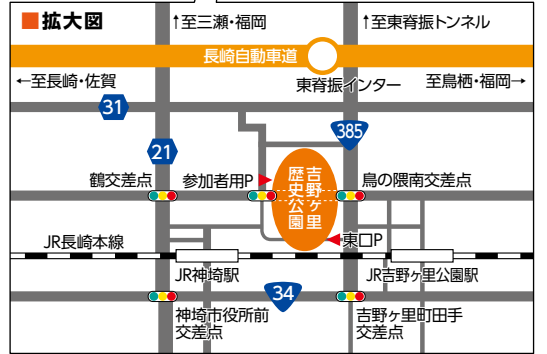 ■拡大図
↑至三瀬・福岡
↑至東脊振トンネル
長崎自動車道
←至長崎・佐賀
東脊振インター
至鳥栖・福岡→
31
385
21
鶴交差点
参加者用P
吉野ヶ里
歴史公園
鳥の隈南交差点
JR長崎本線
東口P
JR神埼駅
JR吉野ヶ里公園駅
34
神埼市役所前
交差点
吉野ヶ里町田手
交差点